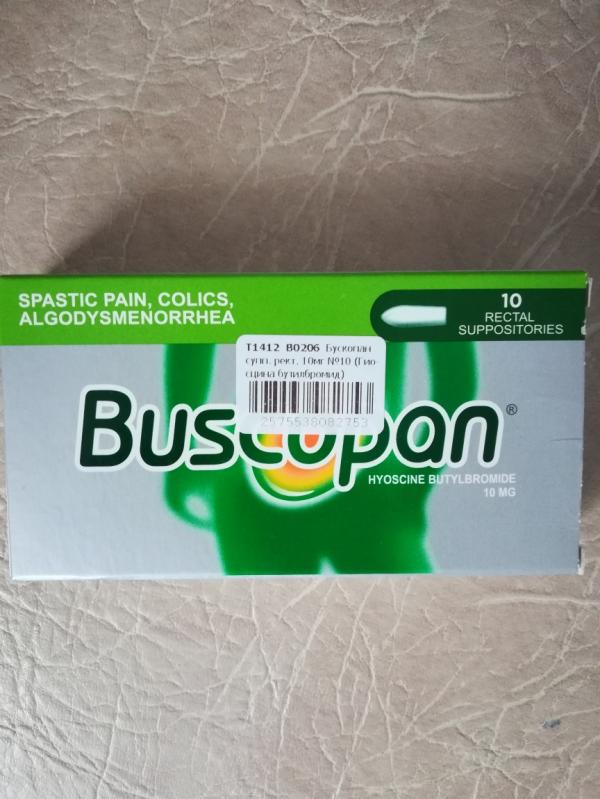 SPASTIC PAIN, COLICS,
ALGODYSMENORRHEA
10
RECTAL
SUPPOSITORIES
T1412 B0206 Бускопан
супп. рект. 10мг №10 (Гио
сцина бутилбромид)
2575538082753
Buscopan®
HYOSCINE BUTYLBROMIDE
10 MG